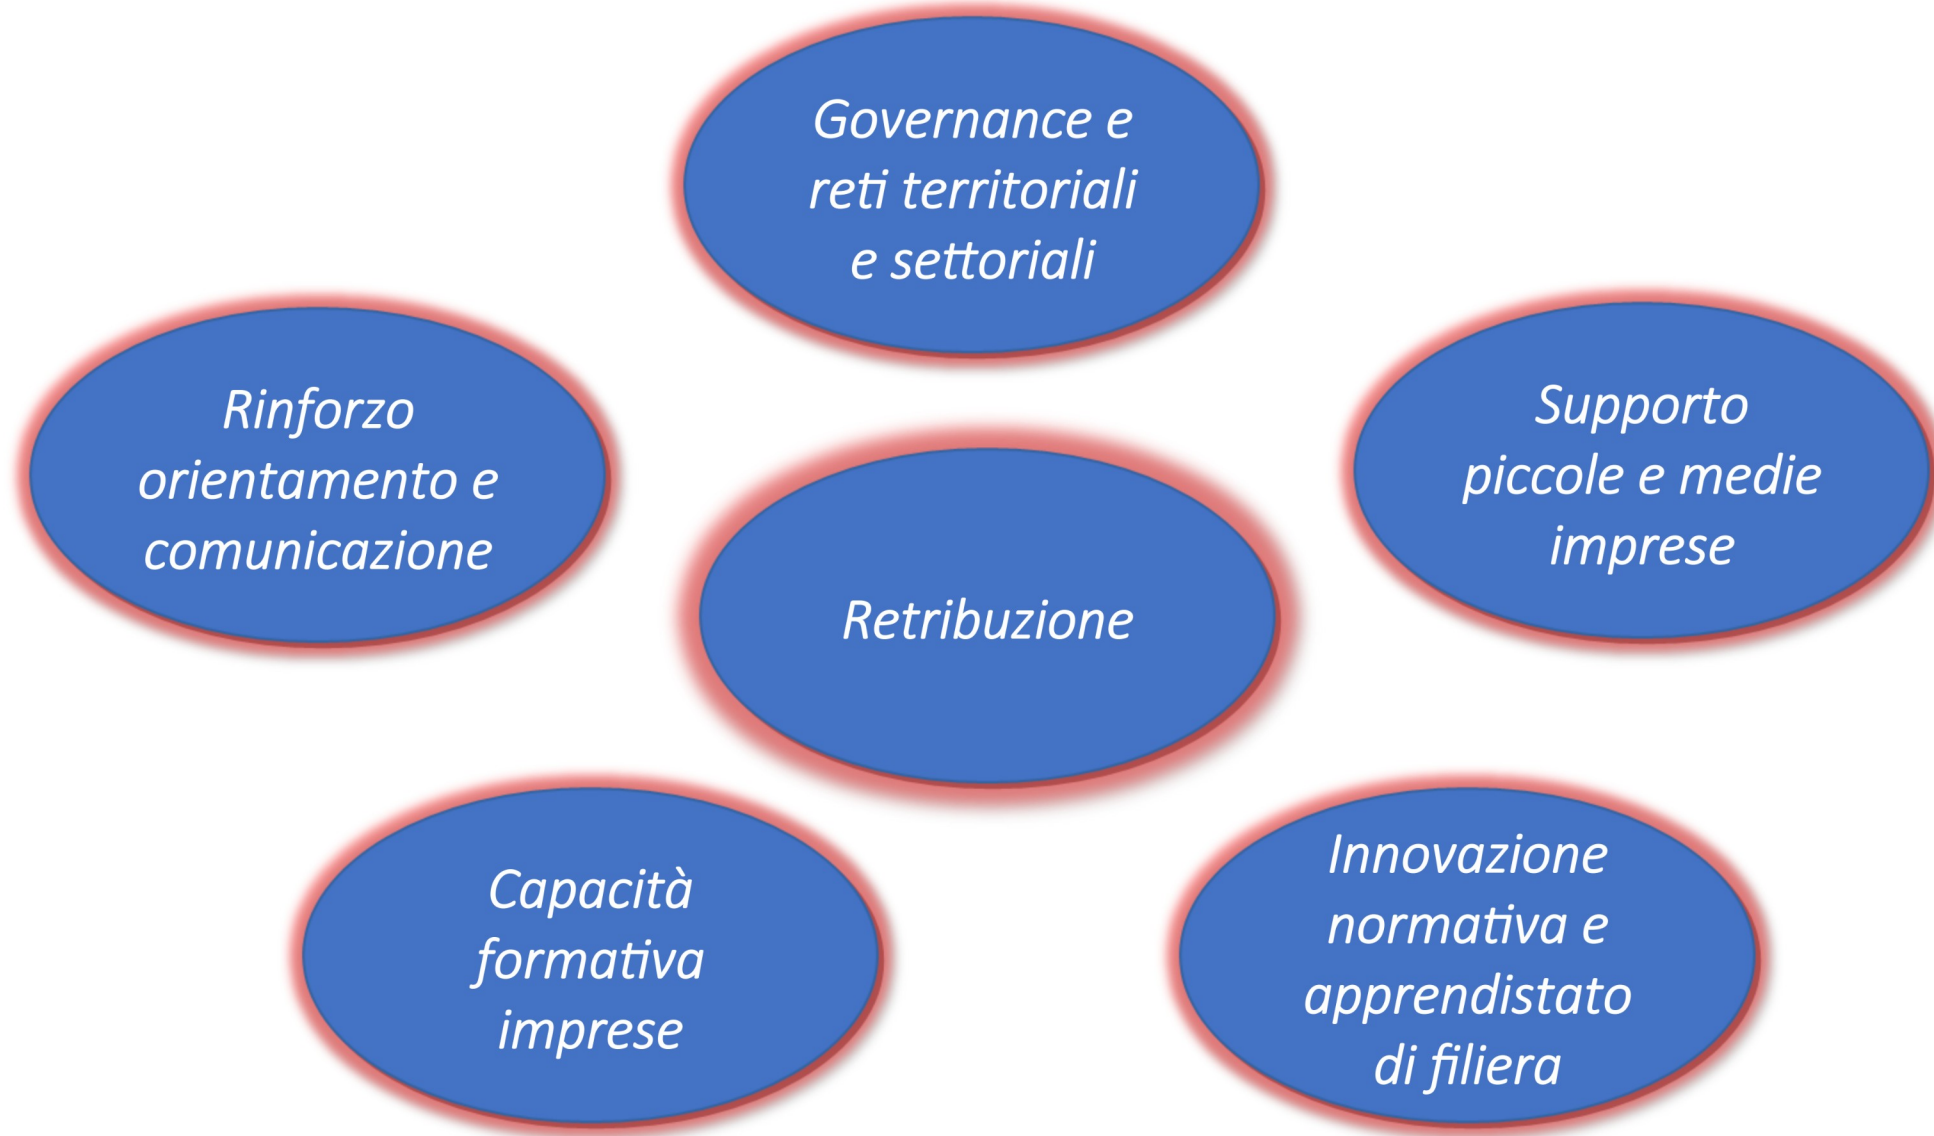 Governance e
reti territoriali
e settoriali
Rinforzo
orientamento e
comunicazione
Supporto
piccole e medie
imprese
Retribuzione
Capacità
formativa
imprese
Innovazione
normativa e
apprendistato
di filiera